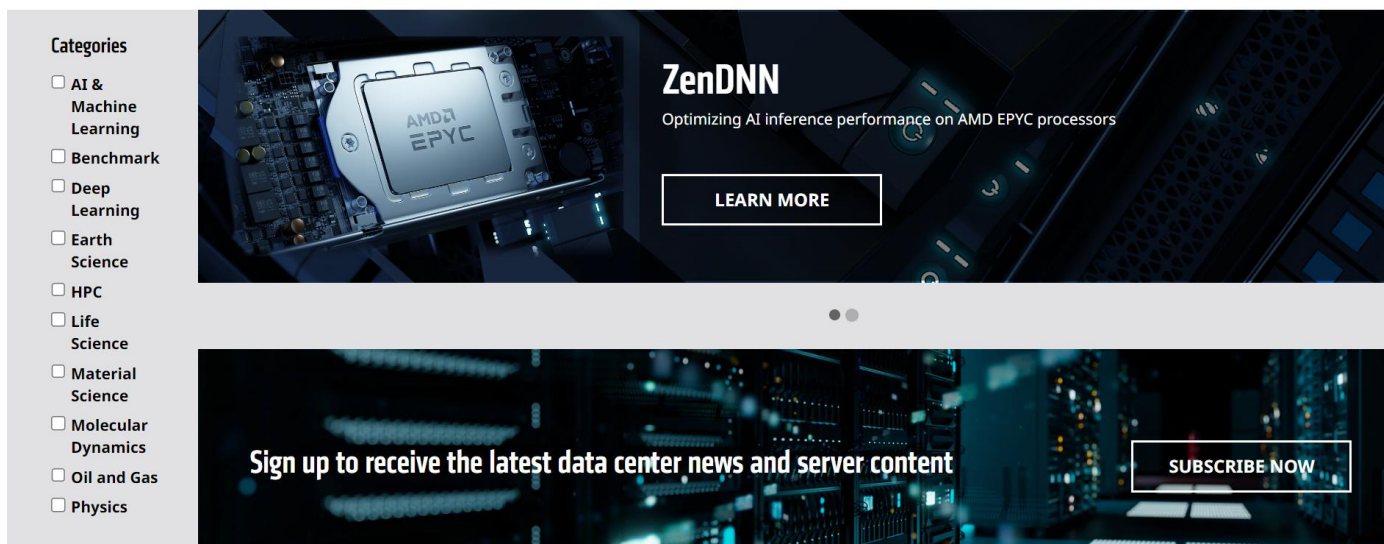 Categories
AI &
Machine
Learning
Benchmark
Deep
Learning
Earth
Science
HPC
Life
Science
Material
Science
Molecular
Dynamics
Oil and Gas
Physics
AMD
EPYC
ZenDNN
Optimizing AI inference performance on AMD EPYC processors
LEARN MORE
Sign up to receive the latest data center news and server content
SUBSCRIBE NOW